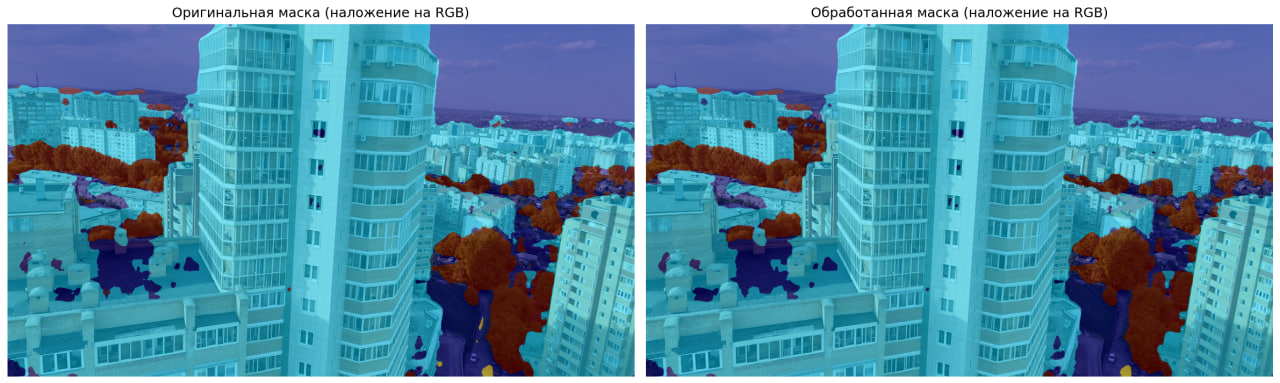 Оригинальная маска (наложение на RGB)
Обработанная маска (наложение на RGB)